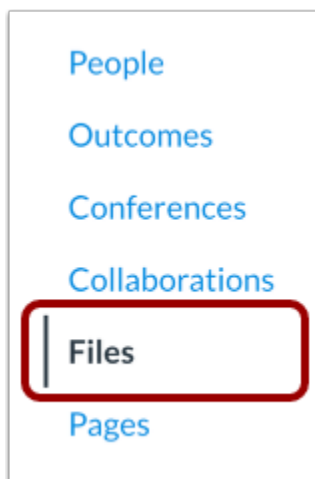 People
Outcomes
Conferences
Collaborations
Files
Pages